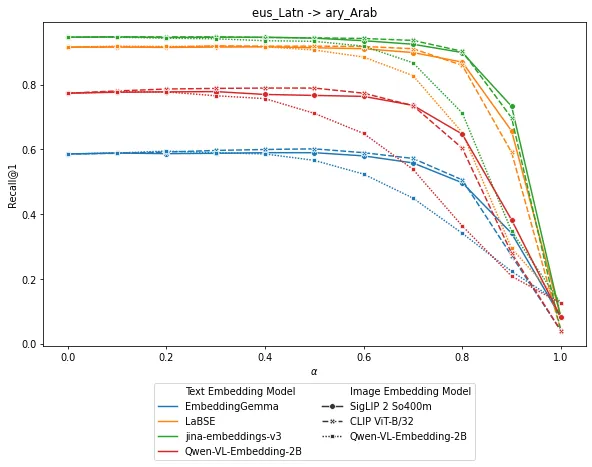 eus_Latn -> ary_Arab
Recall@1
0.8
0.6
0.4
0.2
0.0
0.0 0.2 0.4 0.6 0.8 1.0
α
Text Embedding Model Image Embedding Model
EmbeddingGemma SigLIP 2 So400m
LaBSE CLIP ViT-B/32
jina-embeddings-v3 Qwen-VL-Embedding-2B
Qwen-VL-Embedding-2B